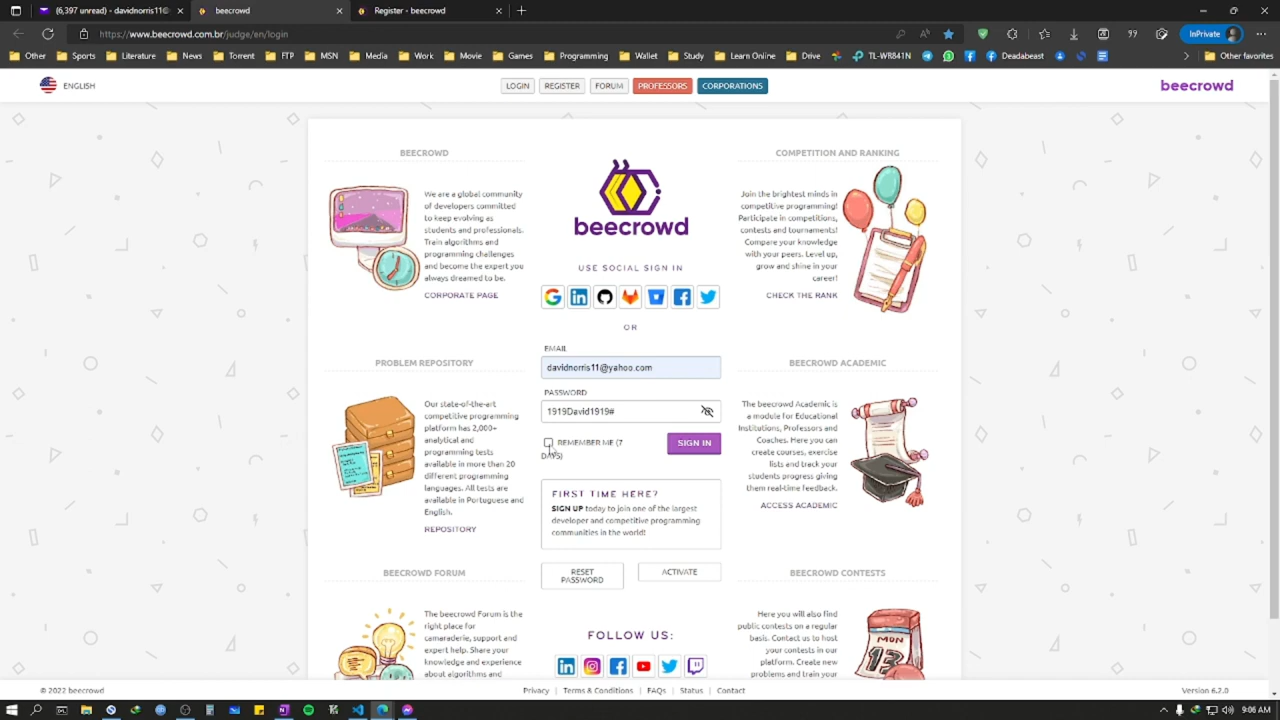 (6,397 unread) - davidnorris11@
beecrowd
Register - beecrowd
https://www.beecrowd.com.br/judge/en/login
InPrivate
Other
Sports
Literature
News
Torrent
FTP
MSN
Media
Work
Movie
Games
Programming
Wallet
Study
Learn Online
Drive
TL-WR841N
Deadabest
Other favorites
ENGLISH
LOGIN
REGISTER
FORUM
PROFESSORS
CORPORATIONS
beecrowd
BEECROWD
We are a global community
of developers committed
to keep evolving as
students and professionals.
Train algorithms and
programming challenges
and become the expert you
always dreamed to be.
CORPORATE PAGE
beecrowd
USE SOCIAL SIGN IN
OR
EMAIL
davidnorris11@yahoo.com
PASSWORD
1919David1919#
REMEMBER ME (7
DAYS)
SIGN IN
FIRST TIME HERE?
SIGN UP today to join one of the largest
developer and competitive programming
communities in the world!
RESET
PASSWORD
ACTIVATE
FOLLOW US:
COMPETITION AND RANKING
Join the brightest minds in
competitive programming!
Participate in competitions,
contests and tournaments!
Compare your knowledge
with your peers. Level up,
grow and shine in your
career!
CHECK THE RANK
PROBLEM REPOSITORY
Our state-of-the-art
competitive programming
platform has 2,000+
analytical and
programming tests
available in more than 20
different programming
languages. All tests are
available in Portuguese and
English.
REPOSITORY
BEECROWD ACADEMIC
The beecrowd Academic is
a module for Educational
Institutions, Professors and
Coaches. Here you can
create courses, exercise
lists and track your
students progress giving
them real-time feedback.
ACCESS ACADEMIC
BEECROWD FORUM
The beecrowd Forum is the
right place for
camaraderie, support and
expert help. Share your
knowledge and experience
about algorithms and
BEECROWD CONTESTS
Here you will also find
public contests on a regular
basis. Contact us to host
your contests in our
platform. Create new
problems and train your
MON
13
© 2022 beecrowd
Privacy | Terms & Conditions | FAQs | Status | Contact
Version 6.2.0
9:06 AM